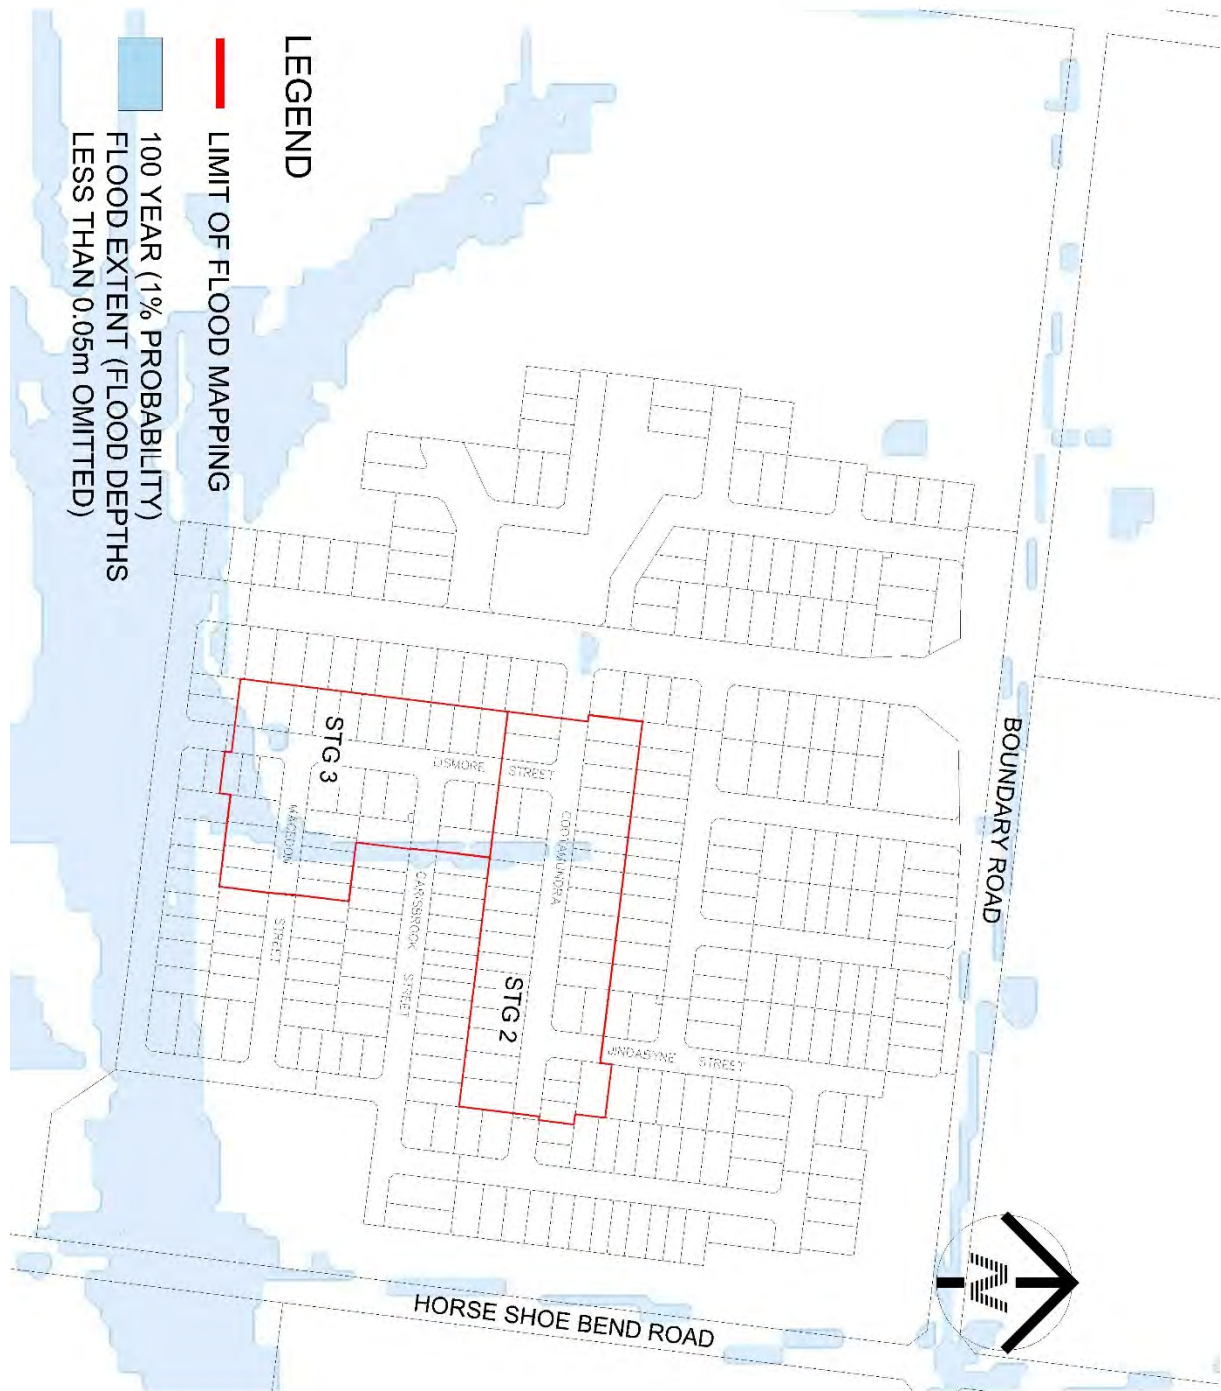 LEGEND
LIMIT OF FLOOD MAPPING
100 YEAR (1% PROBABILITY)
FLOOD EXTENT (FLOOD DEPTHS
LESS THAN 0.05m OMITTED)
BOUNDARY ROAD
STG 3
LISMORE STREET
COOTAMUNDRA
MACEDON
STREET
CARISBROOK STREET
STG 2
JINDABYNE STREET
N
HORSE SHOE BEND ROAD